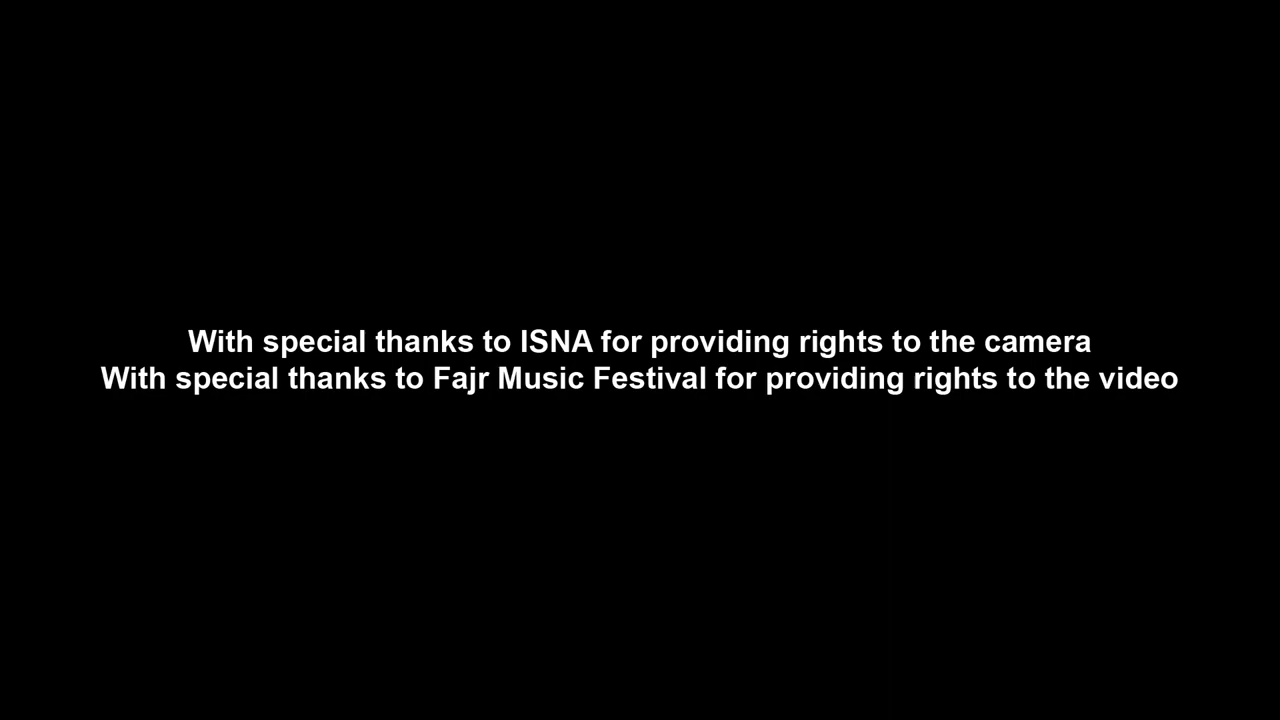 With special thanks to ISNA for providing rights to the camera
With special thanks to Fajr Music Festival for providing rights to the video